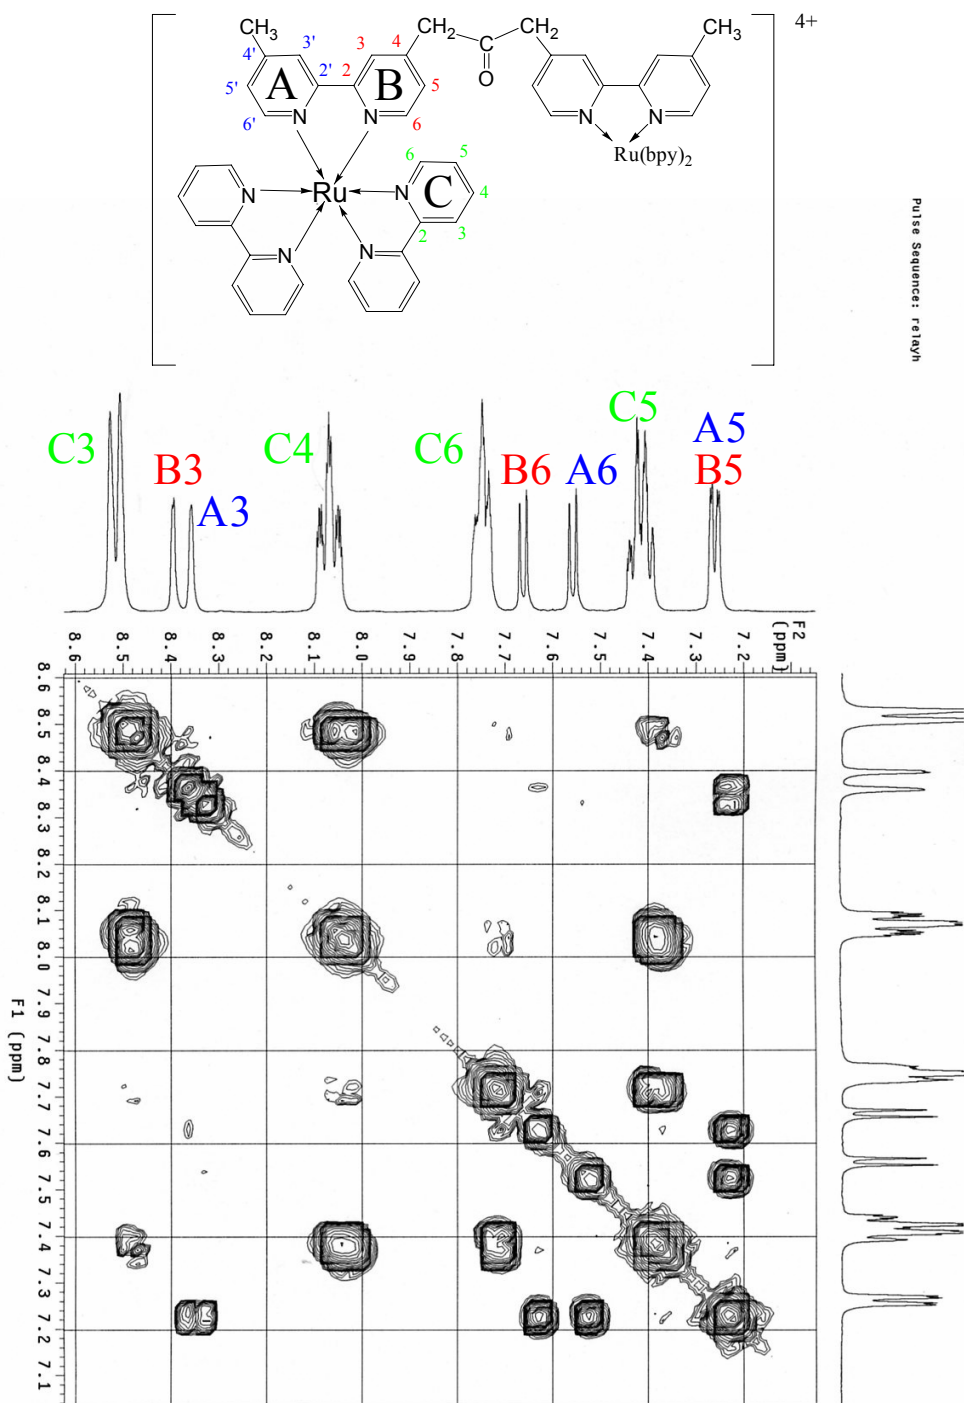 4+
CH3
CH2
C
CH2
CH3
O
4'
3'
3
4
5'
A
2'
2
B
5
6'
N
N
6
N
N
Ru(bpy)2
6
5
N
Ru
N
C
4
2
3
N
N
Pulse Sequence: relayh
C3
B3
A3
C4
C6
B6
A6
C5
A5
B5
F2
(ppm)
8.6
8.5
8.4
8.3
8.2
8.1
8.0
7.9
7.8
7.7
7.6
7.5
7.4
7.3
7.2
8.6
8.5
8.4
8.3
8.2
8.1
8.0
7.9
7.8
7.7
7.6
7.5
7.4
7.3
7.2
7.1
F1 (ppm)